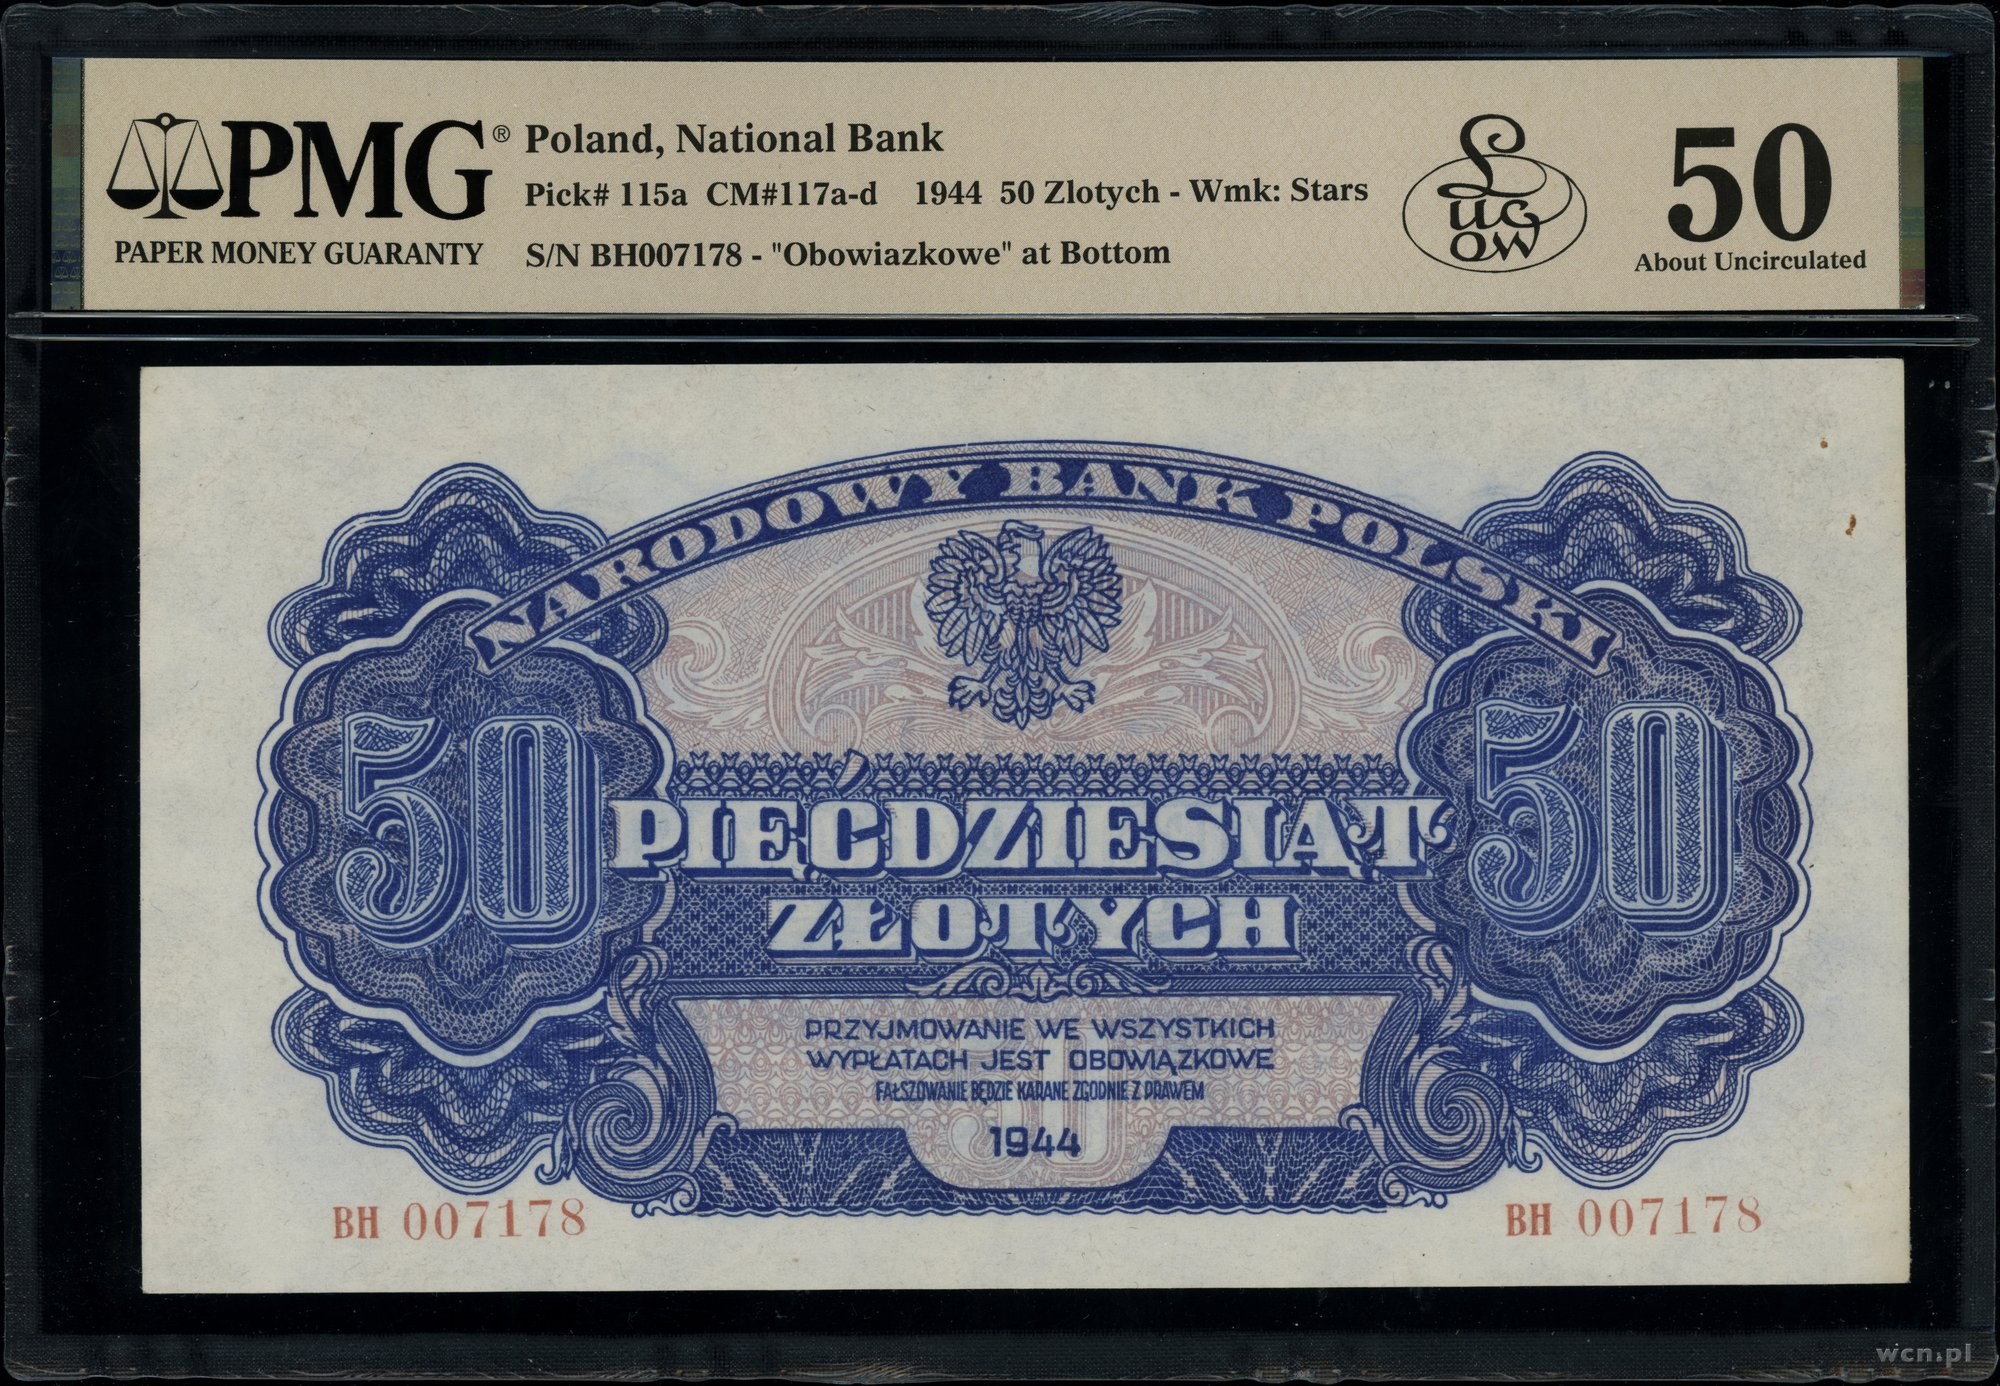 PMG®
PAPER MONEY GUARANTY
Poland, National Bank
Pick# 115a CM#117a-d 1944 50 Zlotych - Wmk: Stars
S/N BH007178 - "Obowiazkowe" at Bottom
Lucow
50
About Uncirculated
NARODOWY BANK POLSKI
50 50
PIĘĆDZIESIĄT
ZŁOTYCH
PRZYJMOWANIE WE WSZYSTKICH
WYPŁATACH JEST OBOWIĄZKOWE
FAŁSZOWANIE BĘDZIE KARANE ZGODNIE Z PRAWEM
50
1944
BH 007178 BH 007178
wcn.pl